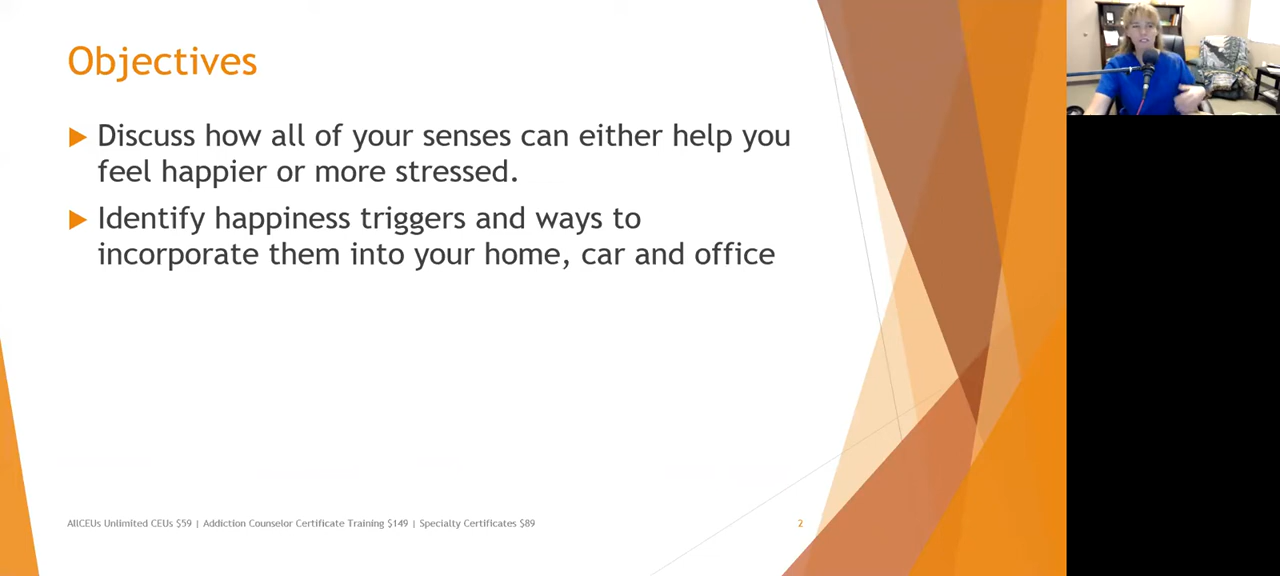 Objectives
Discuss how all of your senses can either help you
feel happier or more stressed.
Identify happiness triggers and ways to
incorporate them into your home, car and office
AllCEUs Unlimited CEUs $59 | Addiction Counselor Certificate Training $149 | Specialty Certificates $89
2